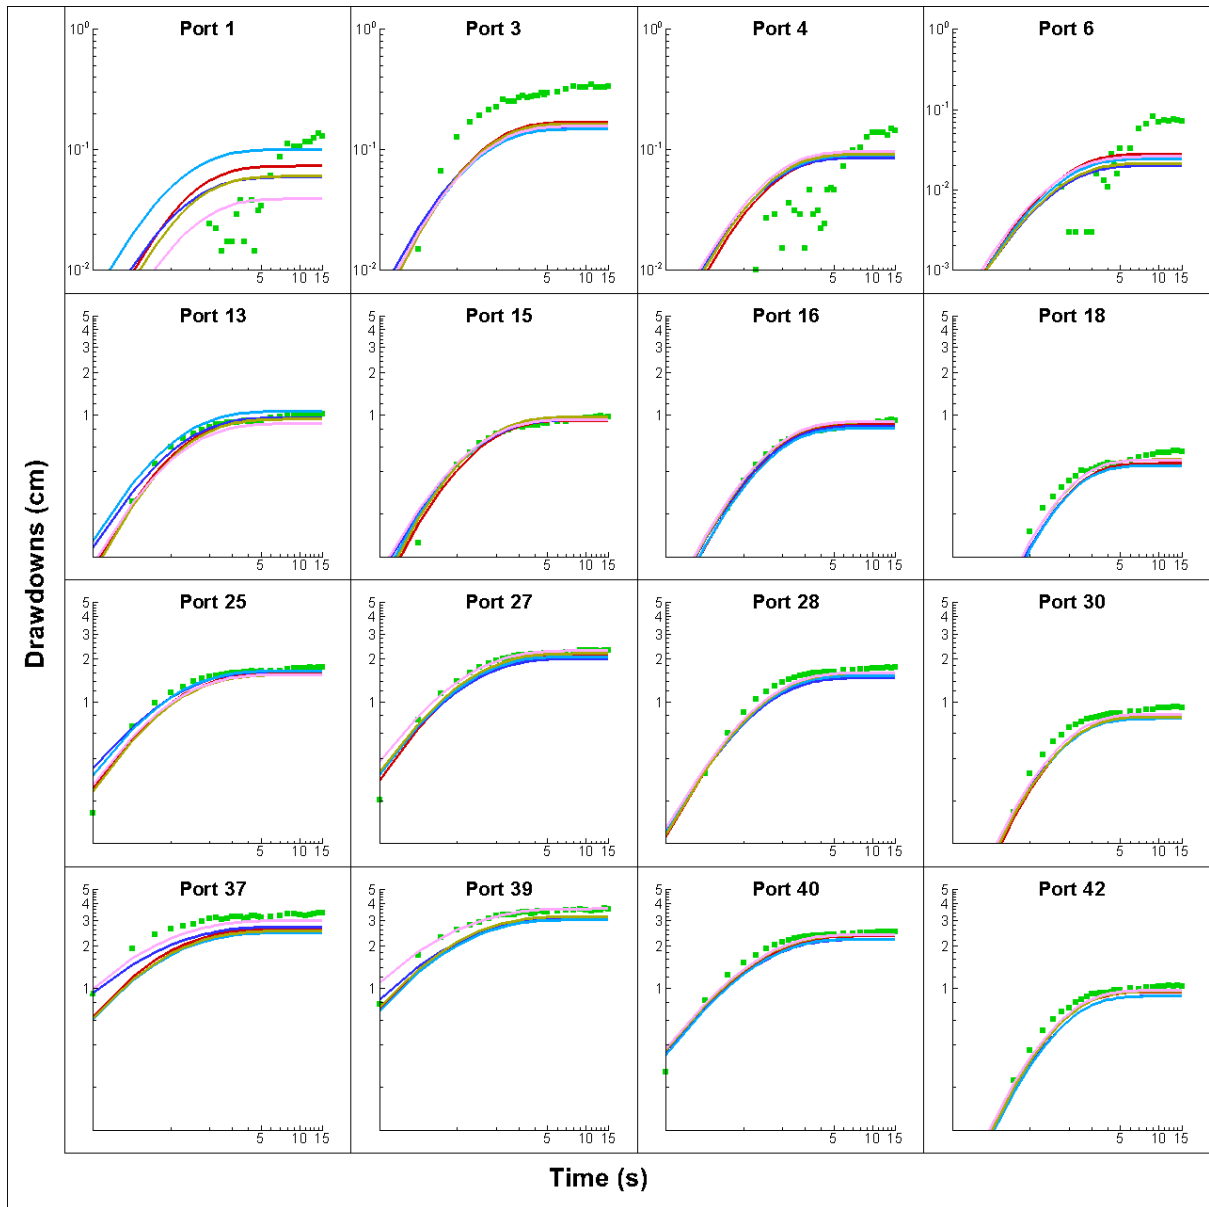 Port 1 Port 3 Port 4 Port 6
10⁰ 10⁰ 10⁰ 10⁰
10⁻¹ 10⁻¹ 10⁻¹ 10⁻¹
10⁻²
10⁻² 10⁻² 10⁻² 10⁻³
5 10 15 5 10 15 5 10 15 5 10 15
Port 13 Port 15 Port 16 Port 18
5 5 5 5
4 4 4 4
3 3 3 3
2 2 2 2
1 1 1 1
5 10 15 5 10 15 5 10 15 5 10 15
Port 25 Port 27 Port 28 Port 30
5 5 5 5
4 4 4 4
3 3 3 3
2 2 2 2
1 1 1 1
5 10 15 5 10 15 5 10 15 5 10 15
Port 37 Port 39 Port 40 Port 42
5 5 5 5
4 4 4 4
3 3 3 3
2 2 2 2
1 1 1 1
5 10 15 5 10 15 5 10 15 5 10 15
Drawdowns (cm)
Time (s)